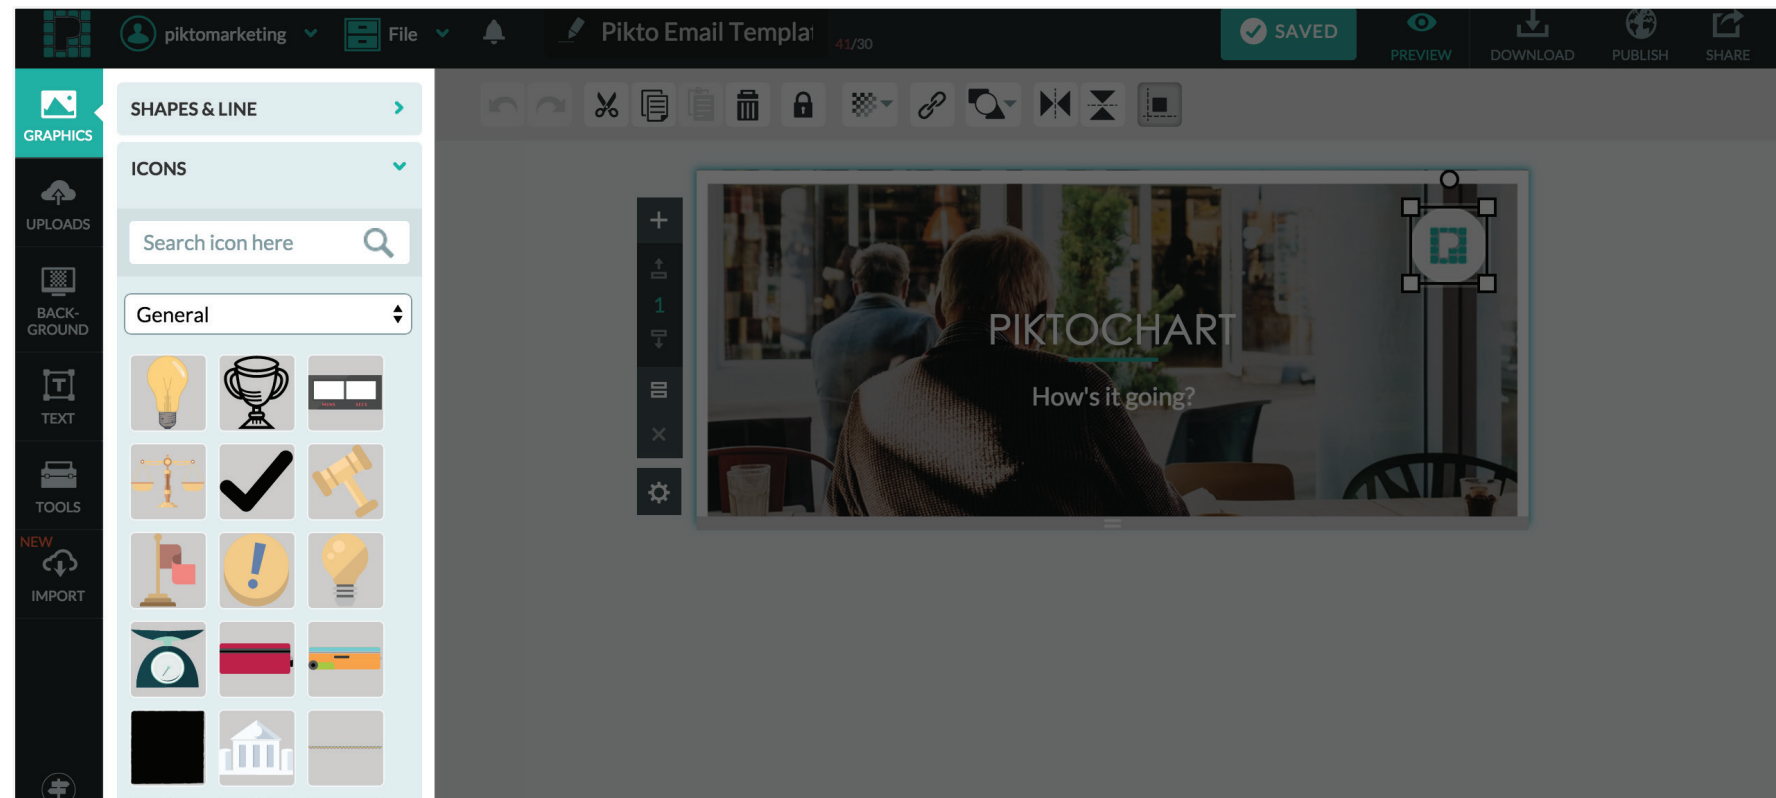 piktomarketing
File
Pikto Email Templa
41/30
SAVED
PREVIEW
DOWNLOAD
PUBLISH
SHARE
GRAPHICS
UPLOADS
BACK-
GROUND
TEXT
TOOLS
NEW
IMPORT
SHAPES & LINE
ICONS
Search icon here
General
1
PIKTOCHART
How's it going?